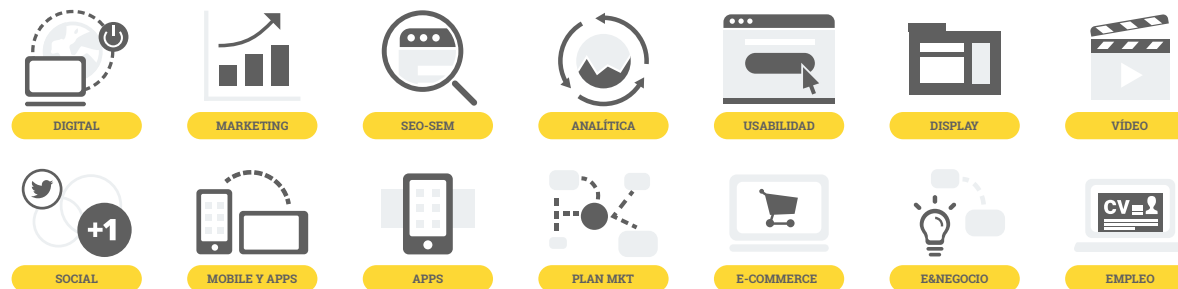 DIGITAL
MARKETING
SEO-SEM
ANALÍTICA
USABILIDAD
DISPLAY
VÍDEO
+1
CV
SOCIAL
MOBILE Y APPS
APPS
PLAN MKT
E-COMMERCE
E&NEGOCIO
EMPLEO